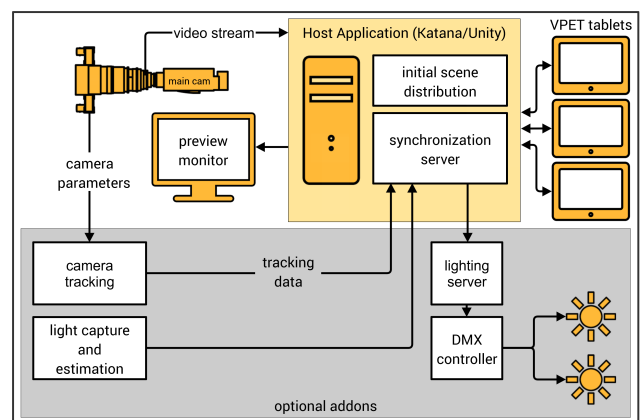 video stream
Host Application (Katana/Unity)
VPET tablets
main cam
initial scene
distribution
preview
monitor
synchronization
server
camera
parameters
camera
tracking
tracking
data
lighting
server
light capture
and
estimation
DMX
controller
optional addons